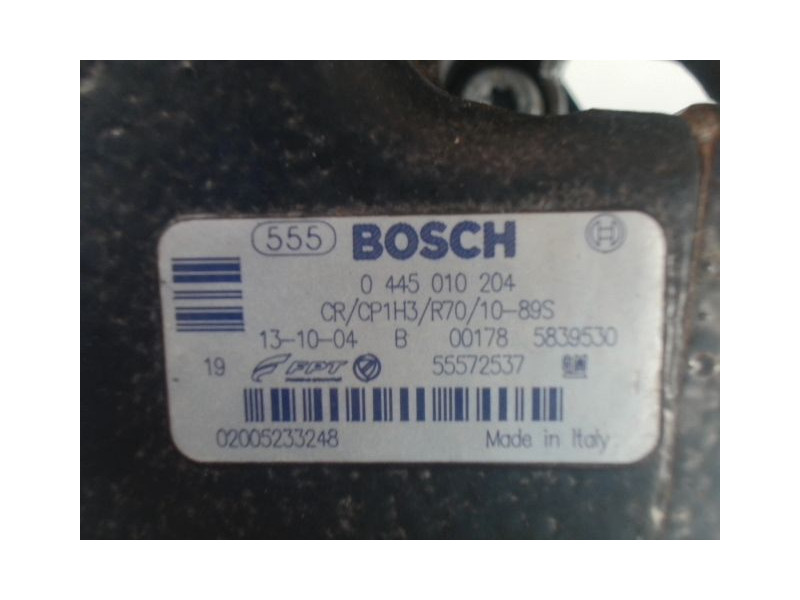 555 BOSCH
0 445 010 204
CR/CP1H3/R70/10-89S
13-10-04 B 00178 5839530
19 FPT 55572537 GM
02005233248 Made in Italy